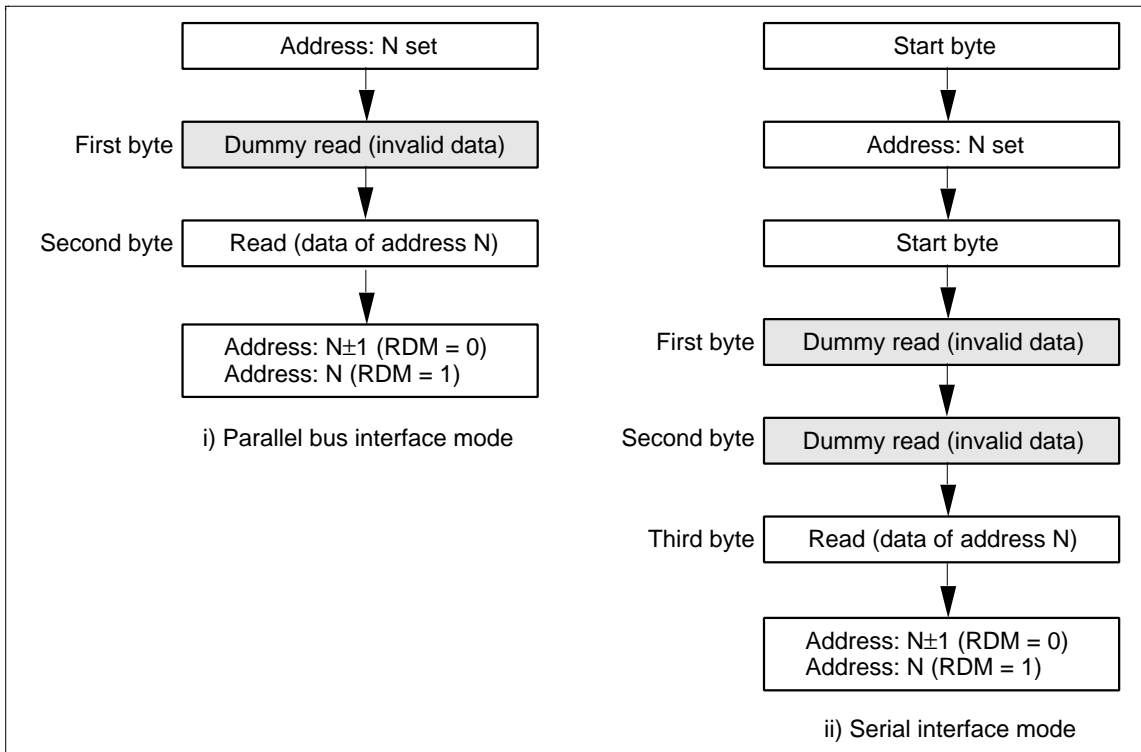 Address: N set
First byte
Dummy read (invalid data)
Second byte
Read (data of address N)
Address: N±1 (RDM = 0)
Address: N (RDM = 1)
i) Parallel bus interface mode
Start byte
Address: N set
Start byte
First byte
Dummy read (invalid data)
Second byte
Dummy read (invalid data)
Third byte
Read (data of address N)
Address: N±1 (RDM = 0)
Address: N (RDM = 1)
ii) Serial interface mode